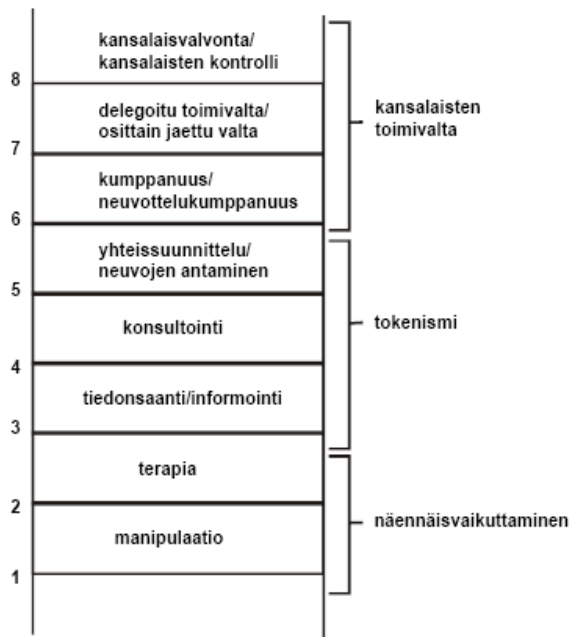 kansalaisvalvonta/
kansalaisten kontrolli
8
delegoitu toimivalta/
osittain jaettu valta
kansalaisten
toimivalta
7
kumppanuus/
neuvottelukumppanuus
6
yhteissuunnittelu/
neuvojen antaminen
5
konsultointi
tokenismi
4
tiedonsaanti/informointi
3
terapia
2
näennäisvaikuttaminen
manipulaatio
1